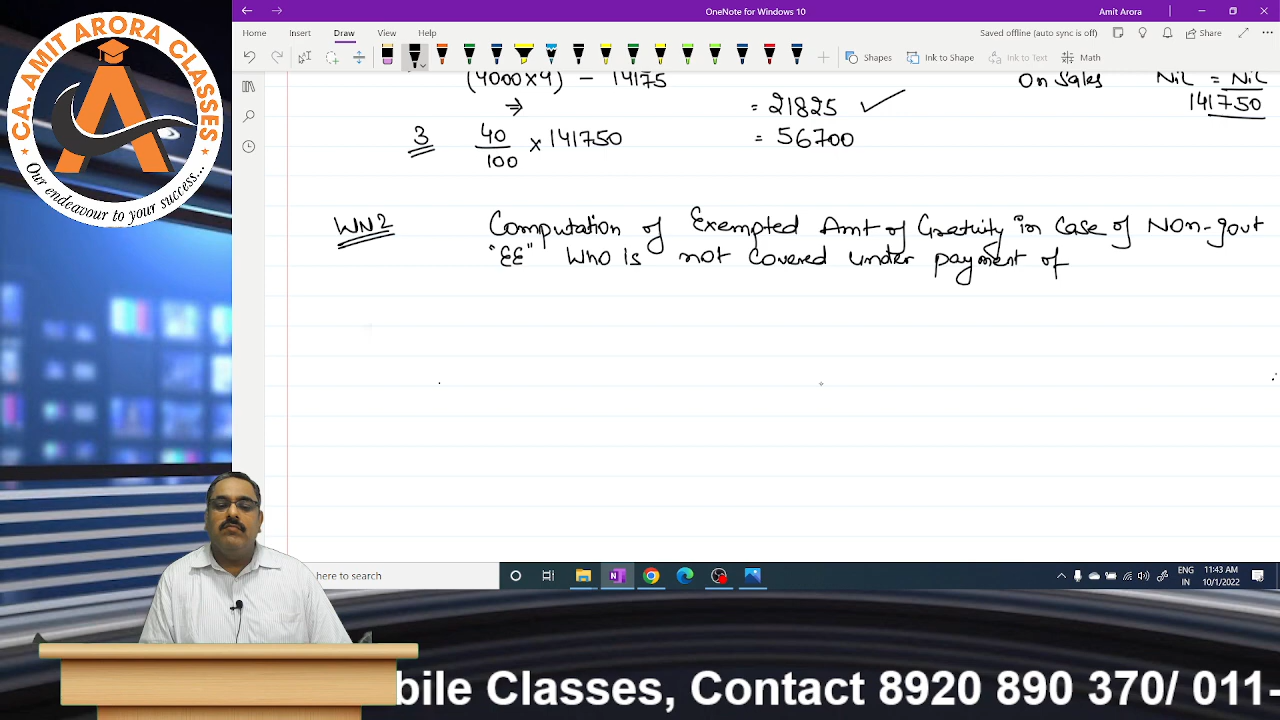 CA. AMIT ARORA CLASSES
Our endeavour to your success...
OneNote for Windows 10
Amit Arora
Home Insert Draw View Help
Saved offline (auto sync is off)
Share
Shapes Ink to Shape Ink to Text Math
(4000×4) - 14175
→
= 21825 ✓
On Sales Nil = Nil
141750
3 40/100 × 141750 = 56700
WN2 Computation of Exempted Amt of Gratuity in Case of Non-govt
"EE" Who is not covered under payment of
here to search
ENG
IN
11:43 AM
10/1/2022
bile Classes, Contact 8920 890 370/ 011-